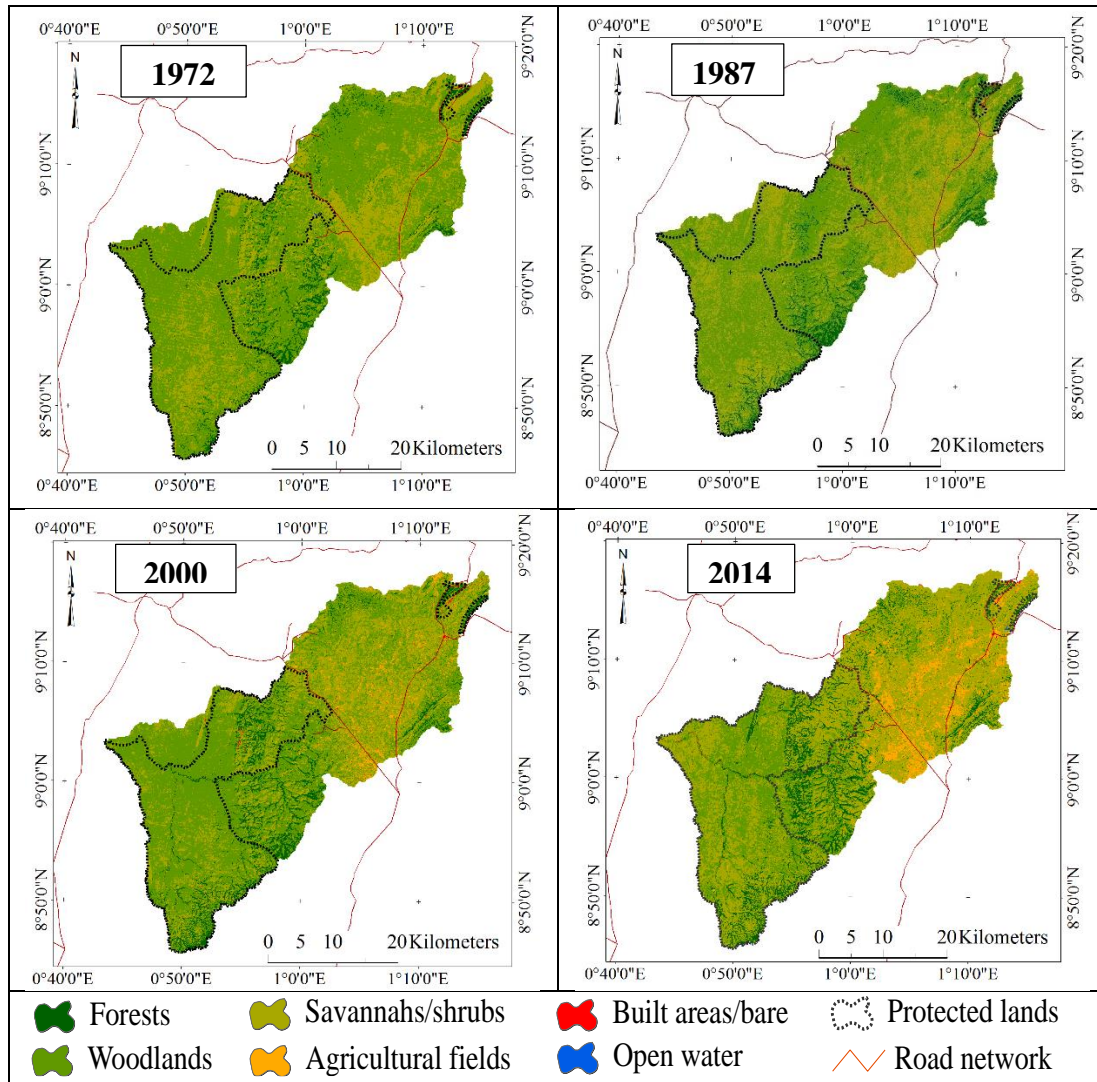 0°40'0"E 0°50'0"E 1°0'0"E 1°10'0"E
1972
N
9°20'0"N
9°10'0"N 9°10'0"N
9°0'0"N 9°0'0"N
8°50'0"N 8°50'0"N
0 5 10 20 Kilometers
0°40'0"E 0°50'0"E 1°0'0"E 1°10'0"E
0°40'0"E 0°50'0"E 1°0'0"E 1°10'0"E
1987
N
9°20'0"N
9°10'0"N 9°10'0"N
9°0'0"N 9°0'0"N
8°50'0"N 8°50'0"N
0 5 10 20 Kilometers
0°40'0"E 0°50'0"E 1°0'0"E 1°10'0"E
0°40'0"E 0°50'0"E 1°0'0"E 1°10'0"E
2000
N
9°20'0"N
9°10'0"N 9°10'0"N
9°0'0"N 9°0'0"N
8°50'0"N 8°50'0"N
0 5 10 20 Kilometers
0°40'0"E 0°50'0"E 1°0'0"E 1°10'0"E
0°40'0"E 0°50'0"E 1°0'0"E 1°10'0"E
2014
N
9°20'0"N
9°10'0"N 9°10'0"N
9°0'0"N 9°0'0"N
8°50'0"N 8°50'0"N
0 5 10 20 Kilometers
0°40'0"E 0°50'0"E 1°0'0"E 1°10'0"E
Forests Savannahs/shrubs Built areas/bare Protected lands
Woodlands Agricultural fields Open water Road network